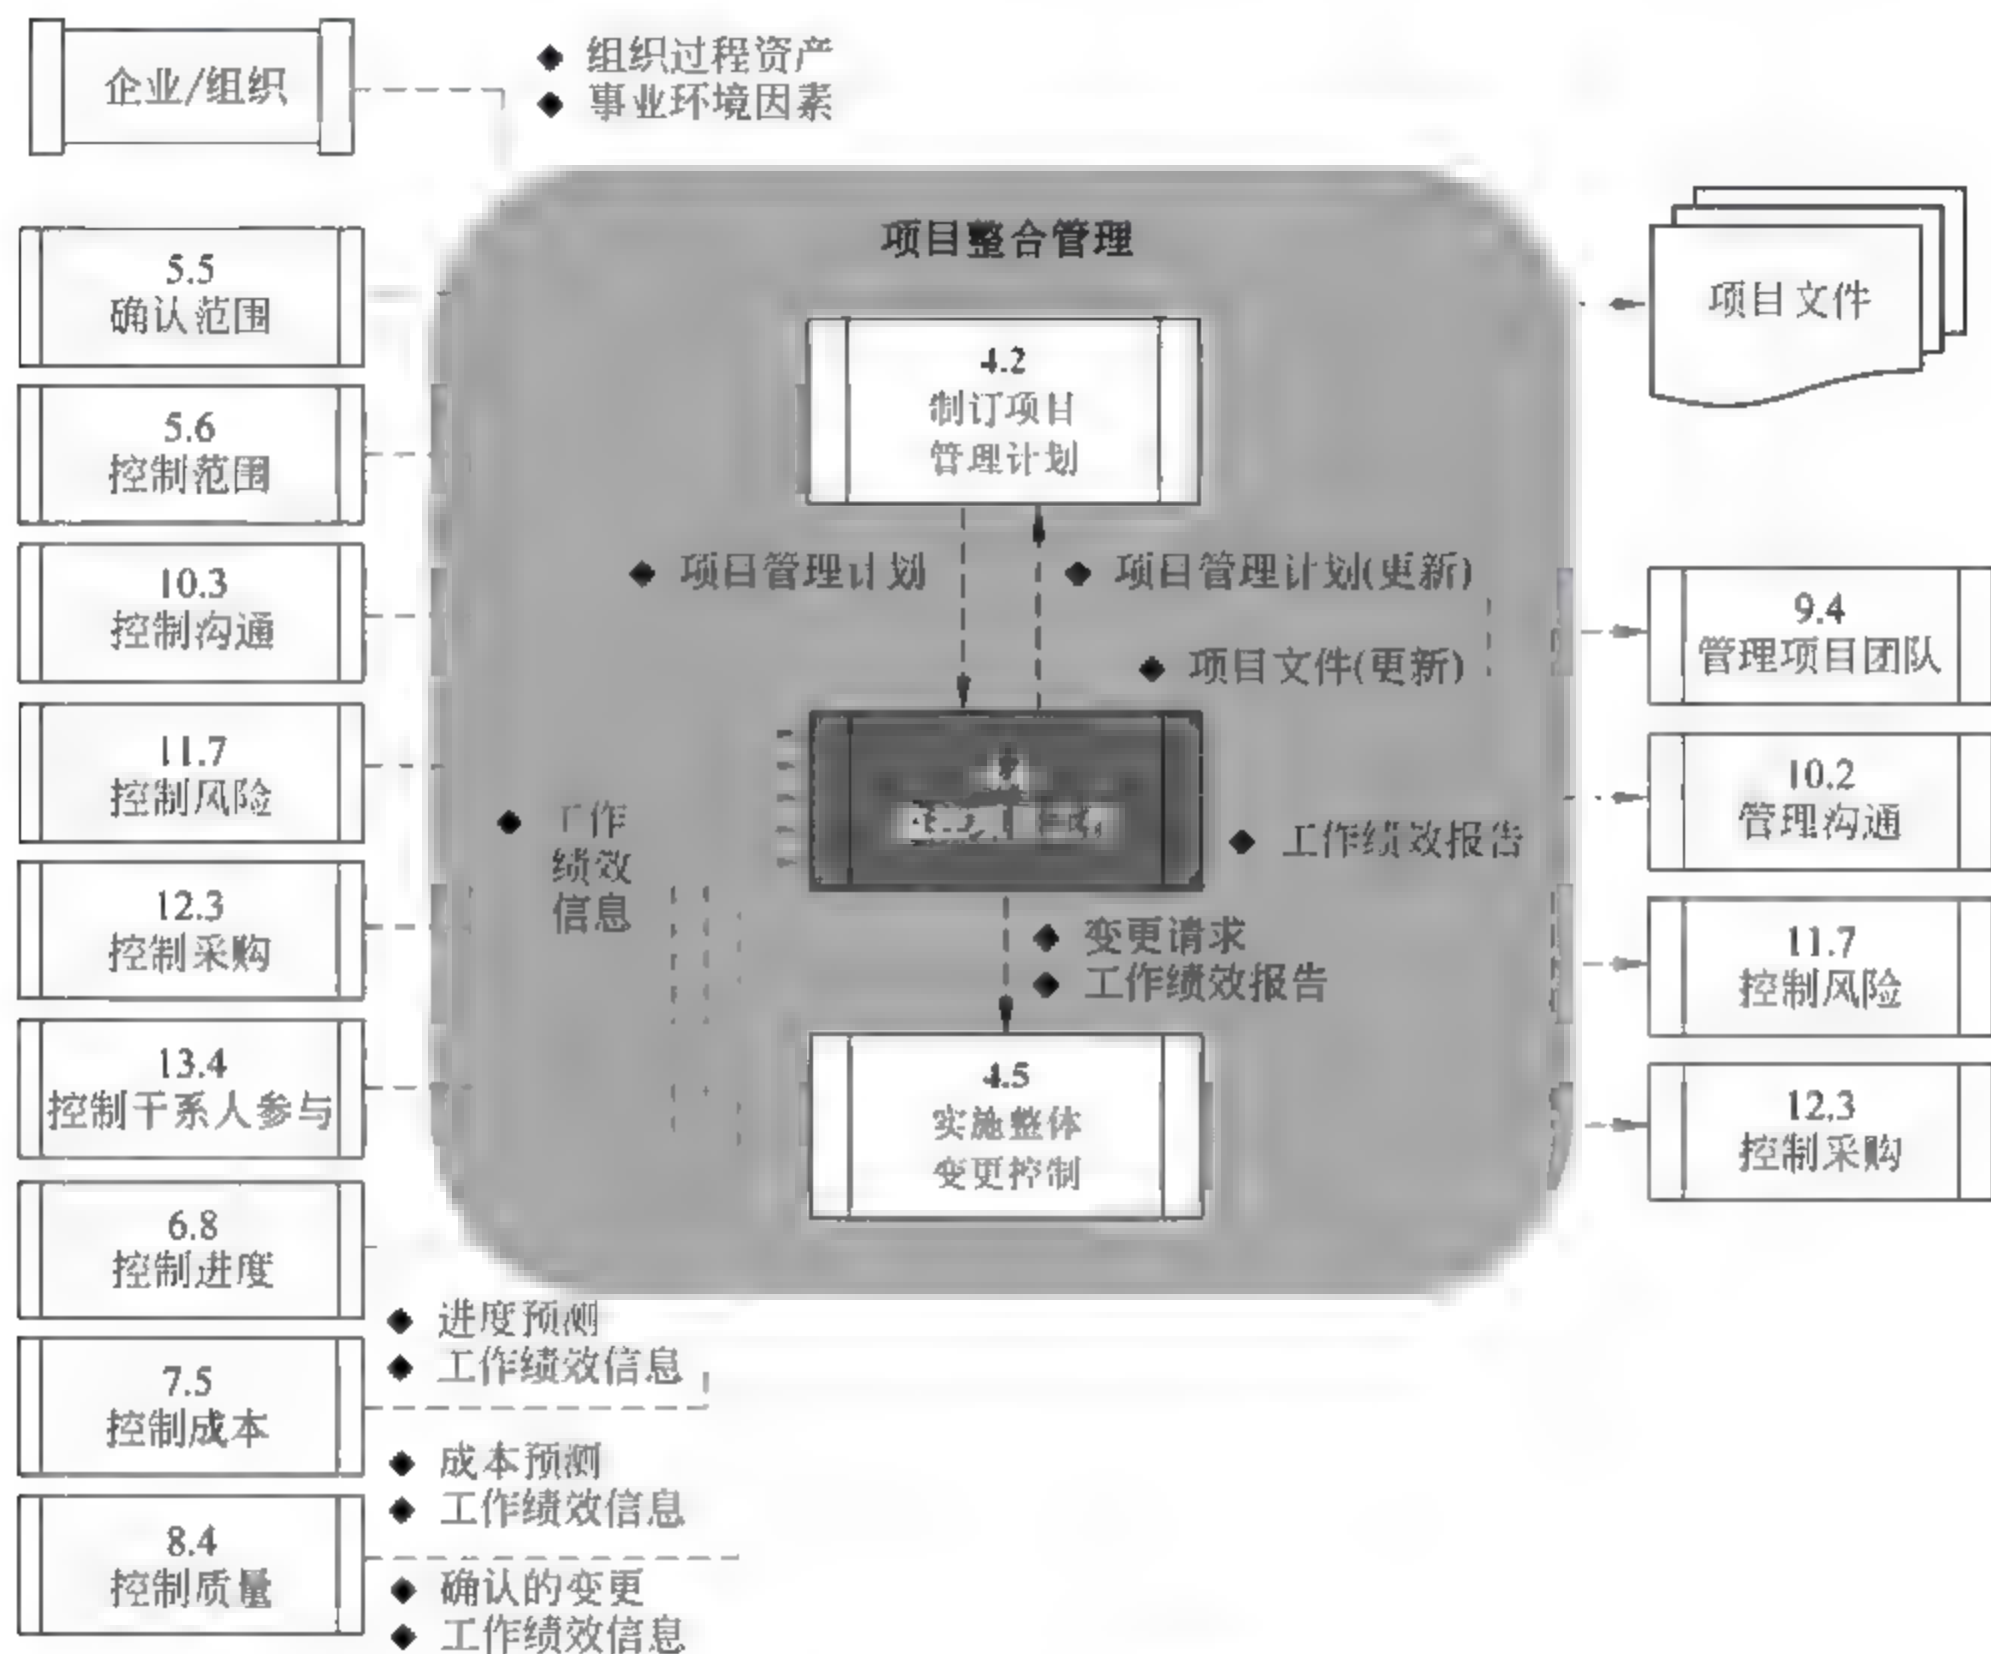 企业/组织
◆ 组织过程资产
◆ 事业环境因素
5.5
确认范围
5.6
控制范围
10.3
控制沟通
11.7
控制风险
12.3
控制采购
13.4
控制干系人参与
6.8
控制进度
7.5
控制成本
8.4
控制质量
项目整合管理
4.2
制订项目
管理计划
◆ 项目管理计划
◆ 项目管理计划(更新)
◆ 项目文件(更新)
◆ 工作
绩效
信息
◆ 工作绩效报告
◆ 变更请求
◆ 工作绩效报告
4.5
实施整体
变更控制
◆ 进度预测
◆ 工作绩效信息
◆ 成本预测
◆ 工作绩效信息
◆ 确认的变更
◆ 工作绩效信息
项目文件
9.4
管理项目团队
10.2
管理沟通
11.7
控制风险
12.3
控制采购